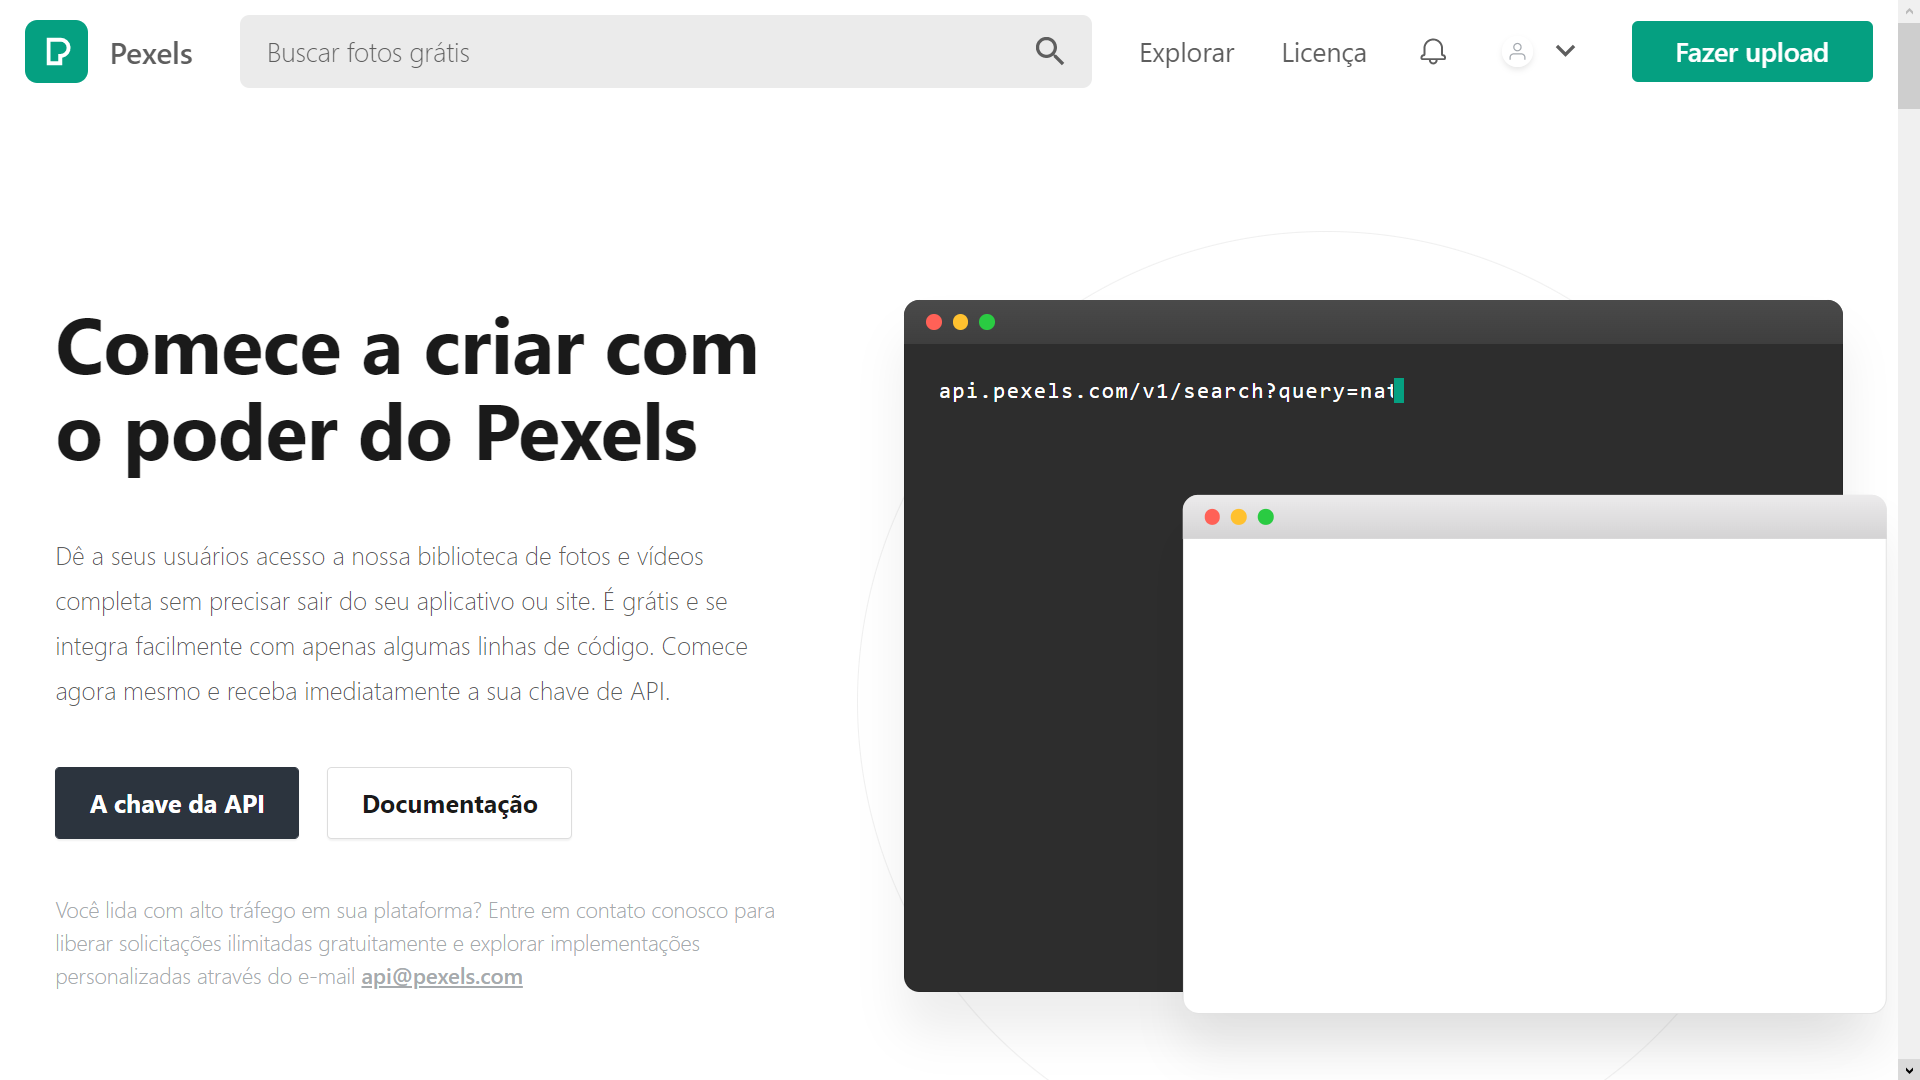 Pexels
Buscar fotos grátis
Explorar
Licença
Fazer upload
Comece a criar com
o poder do Pexels
Dê a seus usuários acesso a nossa biblioteca de fotos e vídeos
completa sem precisar sair do seu aplicativo ou site. É grátis e se
integra facilmente com apenas algumas linhas de código. Comece
agora mesmo e receba imediatamente a sua chave de API.
A chave da API
Documentação
Você lida com alto tráfego em sua plataforma? Entre em contato conosco para
liberar solicitações ilimitadas gratuitamente e explorar implementações
personalizadas através do e-mail api@pexels.com
api.pexels.com/v1/search?query=nat